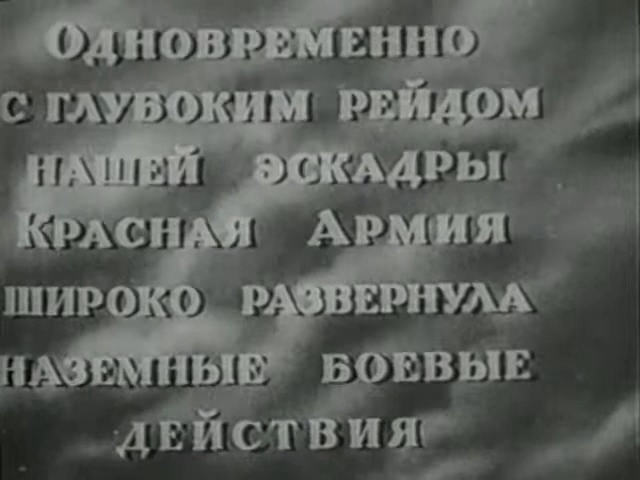 Одновременно
с глубоким рейдом
нашей эскадры
Красная Армия
широко развернула
наземные боевые
действия